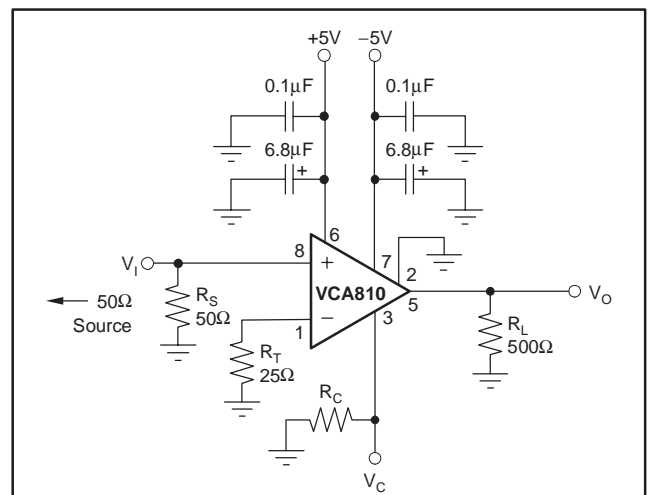 +5V
−5V
0.1µF
0.1µF
6.8µF
+
6.8µF
+
6
V_I
8
+
7
2
VCA810
5
V_O
50Ω
Source
R_S
50Ω
1
−
3
R_T
25Ω
R_L
500Ω
R_C
V_C